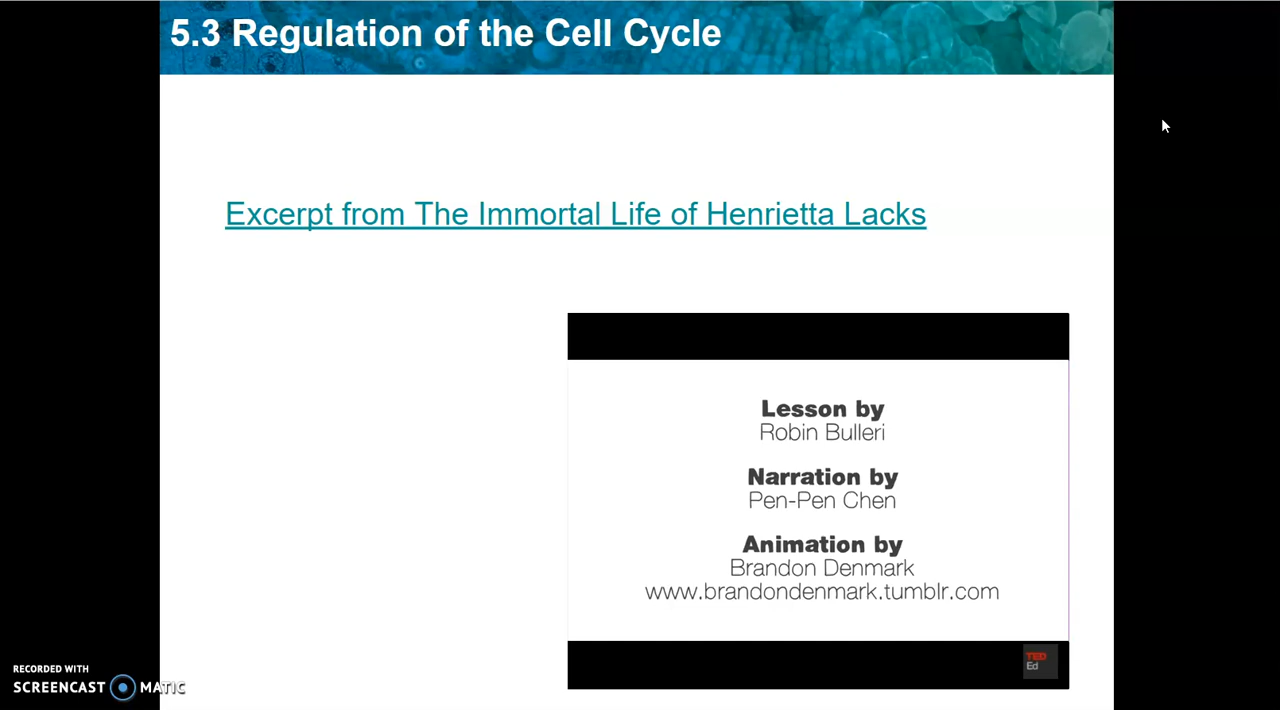 5.3 Regulation of the Cell Cycle
Excerpt from The Immortal Life of Henrietta Lacks
Lesson by
Robin Bulleri
Narration by
Pen-Pen Chen
Animation by
Brandon Denmark
www.brandondenmark.tumblr.com
TED
Ed
RECORDED WITH
SCREENCAST MATIC